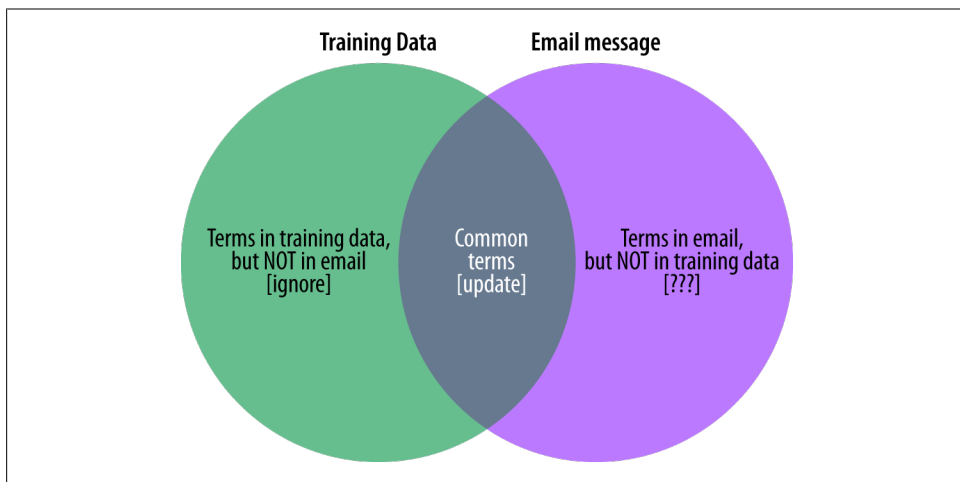 Training Data
Email message
Terms in training data,
but NOT in email
[ignore]
Common
terms
[update]
Terms in email,
but NOT in training data
[???]